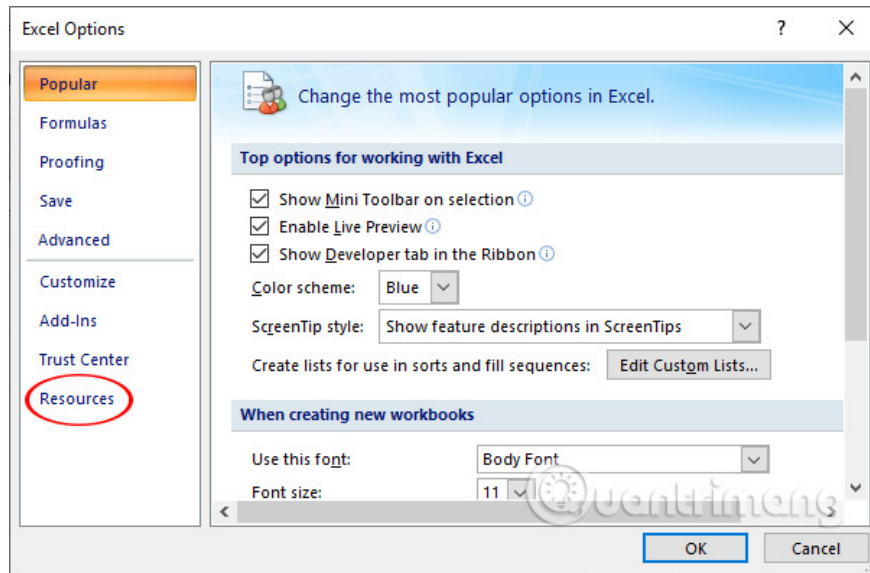 Excel Options
?
Popular
Formulas
Proofing
Save
Advanced
Customize
Add-Ins
Trust Center
Resources
Change the most popular options in Excel.
Top options for working with Excel
Show Mini Toolbar on selection
Enable Live Preview
Show Developer tab in the Ribbon
Color scheme: Blue
ScreenTip style: Show feature descriptions in ScreenTips
Create lists for use in sorts and fill sequences: Edit Custom Lists...
When creating new workbooks
Use this font: Body Font
Font size: 11
Quantrimang
OK Cancel